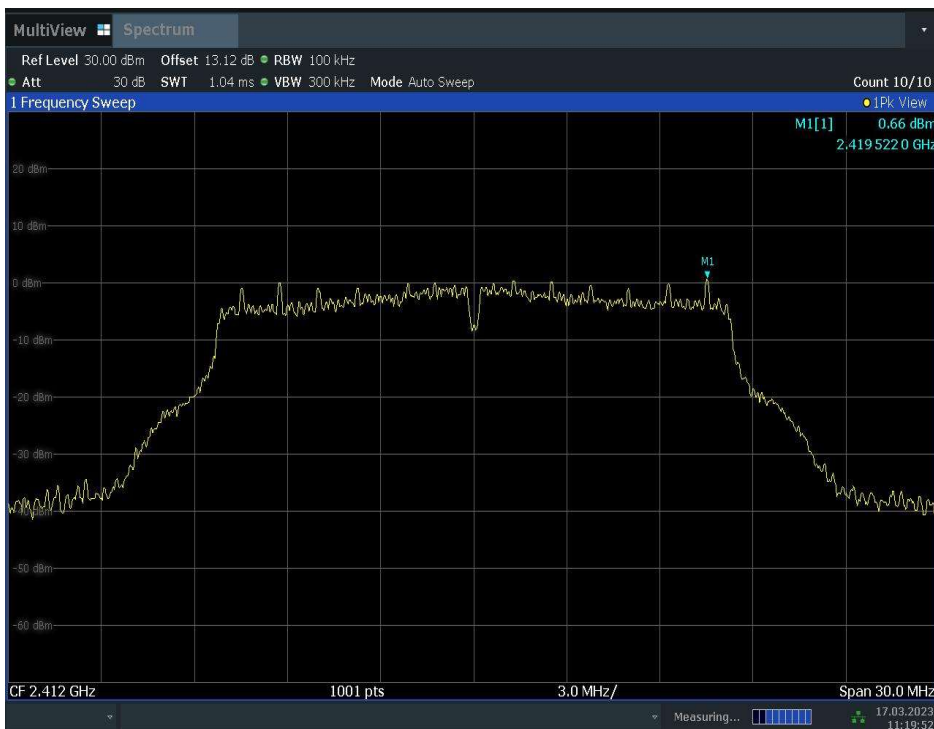 MultiView Spectrum
Ref Level 30.00 dBm Offset 13.12 dB RBW 100 kHz
Att 30 dB SWT 1.04 ms VBW 300 kHz Mode Auto Sweep Count 10/10
1 Frequency Sweep 1Pk View
M1[1] 0.66 dBm
2.419 522 0 GHz
20 dBm
10 dBm
M1
0 dBm
-10 dBm
-20 dBm
-30 dBm
-40 dBm
-50 dBm
-60 dBm
CF 2.412 GHz 1001 pts 3.0 MHz/ Span 30.0 MHz
Measuring... 17.03.2023
11:19:52